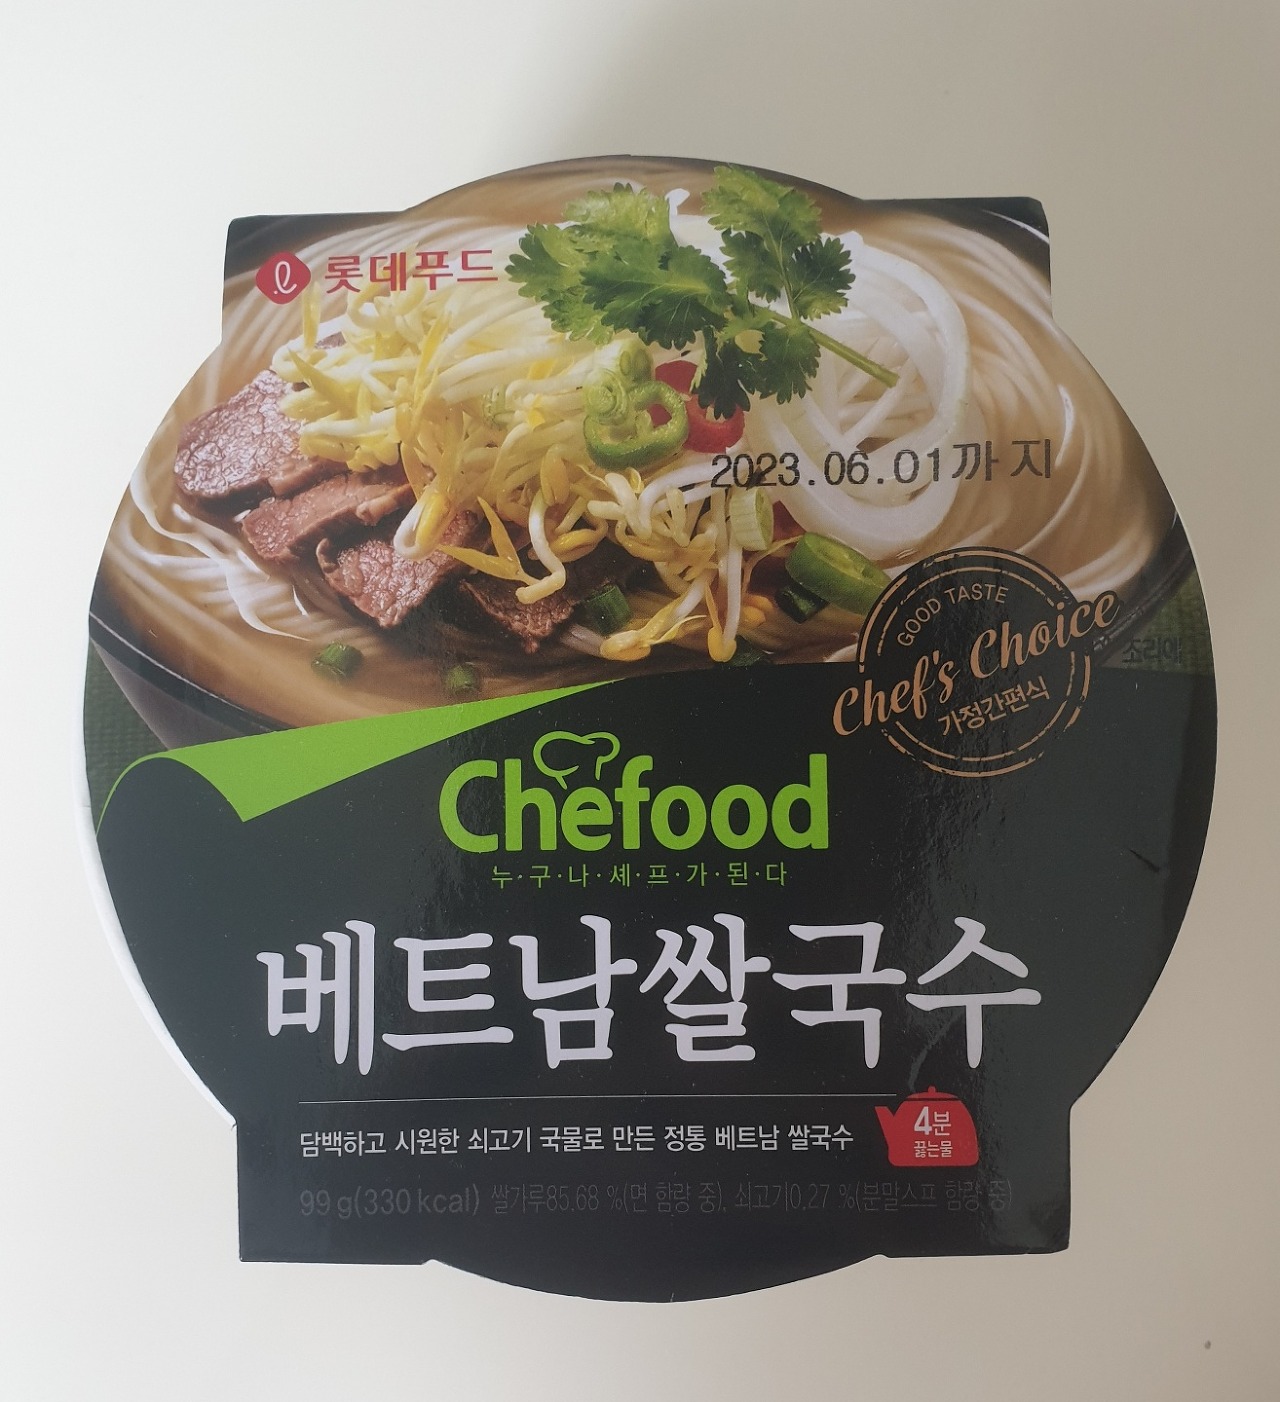 롯데푸드
2023.06.01까지
GOOD TASTE
Chef's Choice
가정간편식
Chefood
누·구·나·셰·프·가·된·다
베트남쌀국수
담백하고 시원한 쇠고기 국물로 만든 정통 베트남 쌀국수
4분
끓는물
99 g(330 kcal) 쌀가루85.68 %(면 함량 중), 쇠고기0.27 %(분말스프 함량 중)